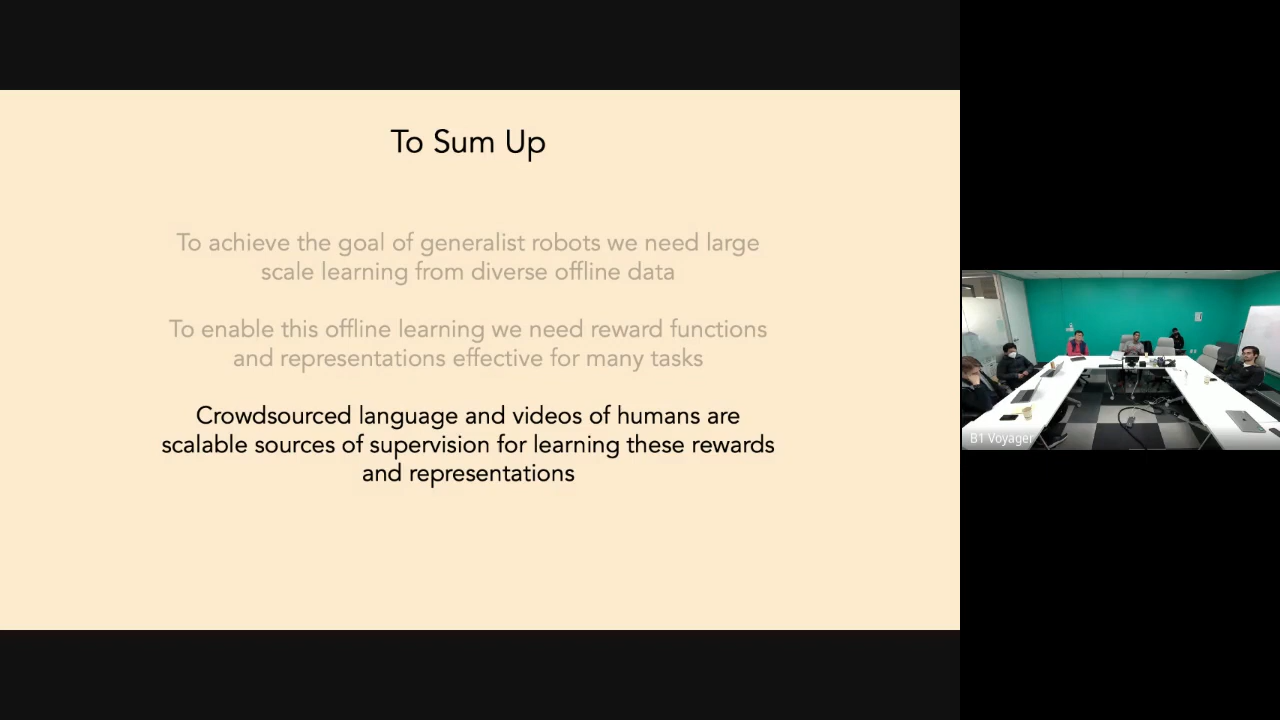 To Sum Up
To achieve the goal of generalist robots we need large
scale learning from diverse offline data
To enable this offline learning we need reward functions
and representations effective for many tasks
Crowdsourced language and videos of humans are
scalable sources of supervision for learning these rewards
and representations
B1 Voyager